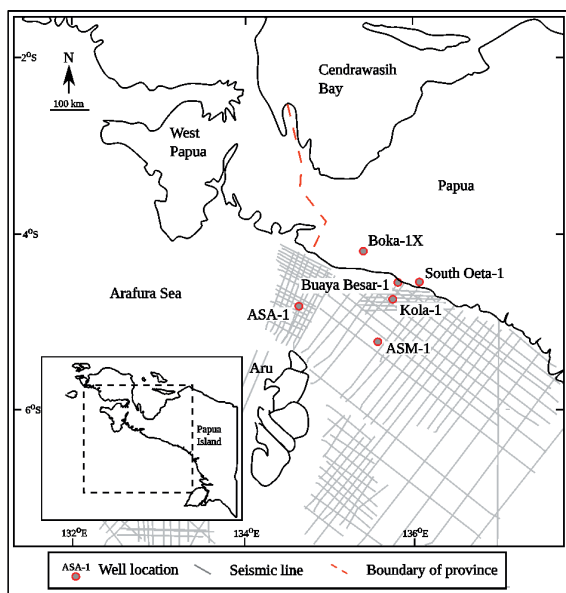 2°S
N
100 km
Cendrawasih
Bay
West
Papua
Papua
4°S
Boka-1X
Buaya Besar-1
South Oeta-1
Arafura Sea
ASA-1
Kola-1
ASM-1
Aru
6°S
Papua
Island
132°E
134°E
136°E
ASA-1
Well location
Seismic line
Boundary of province